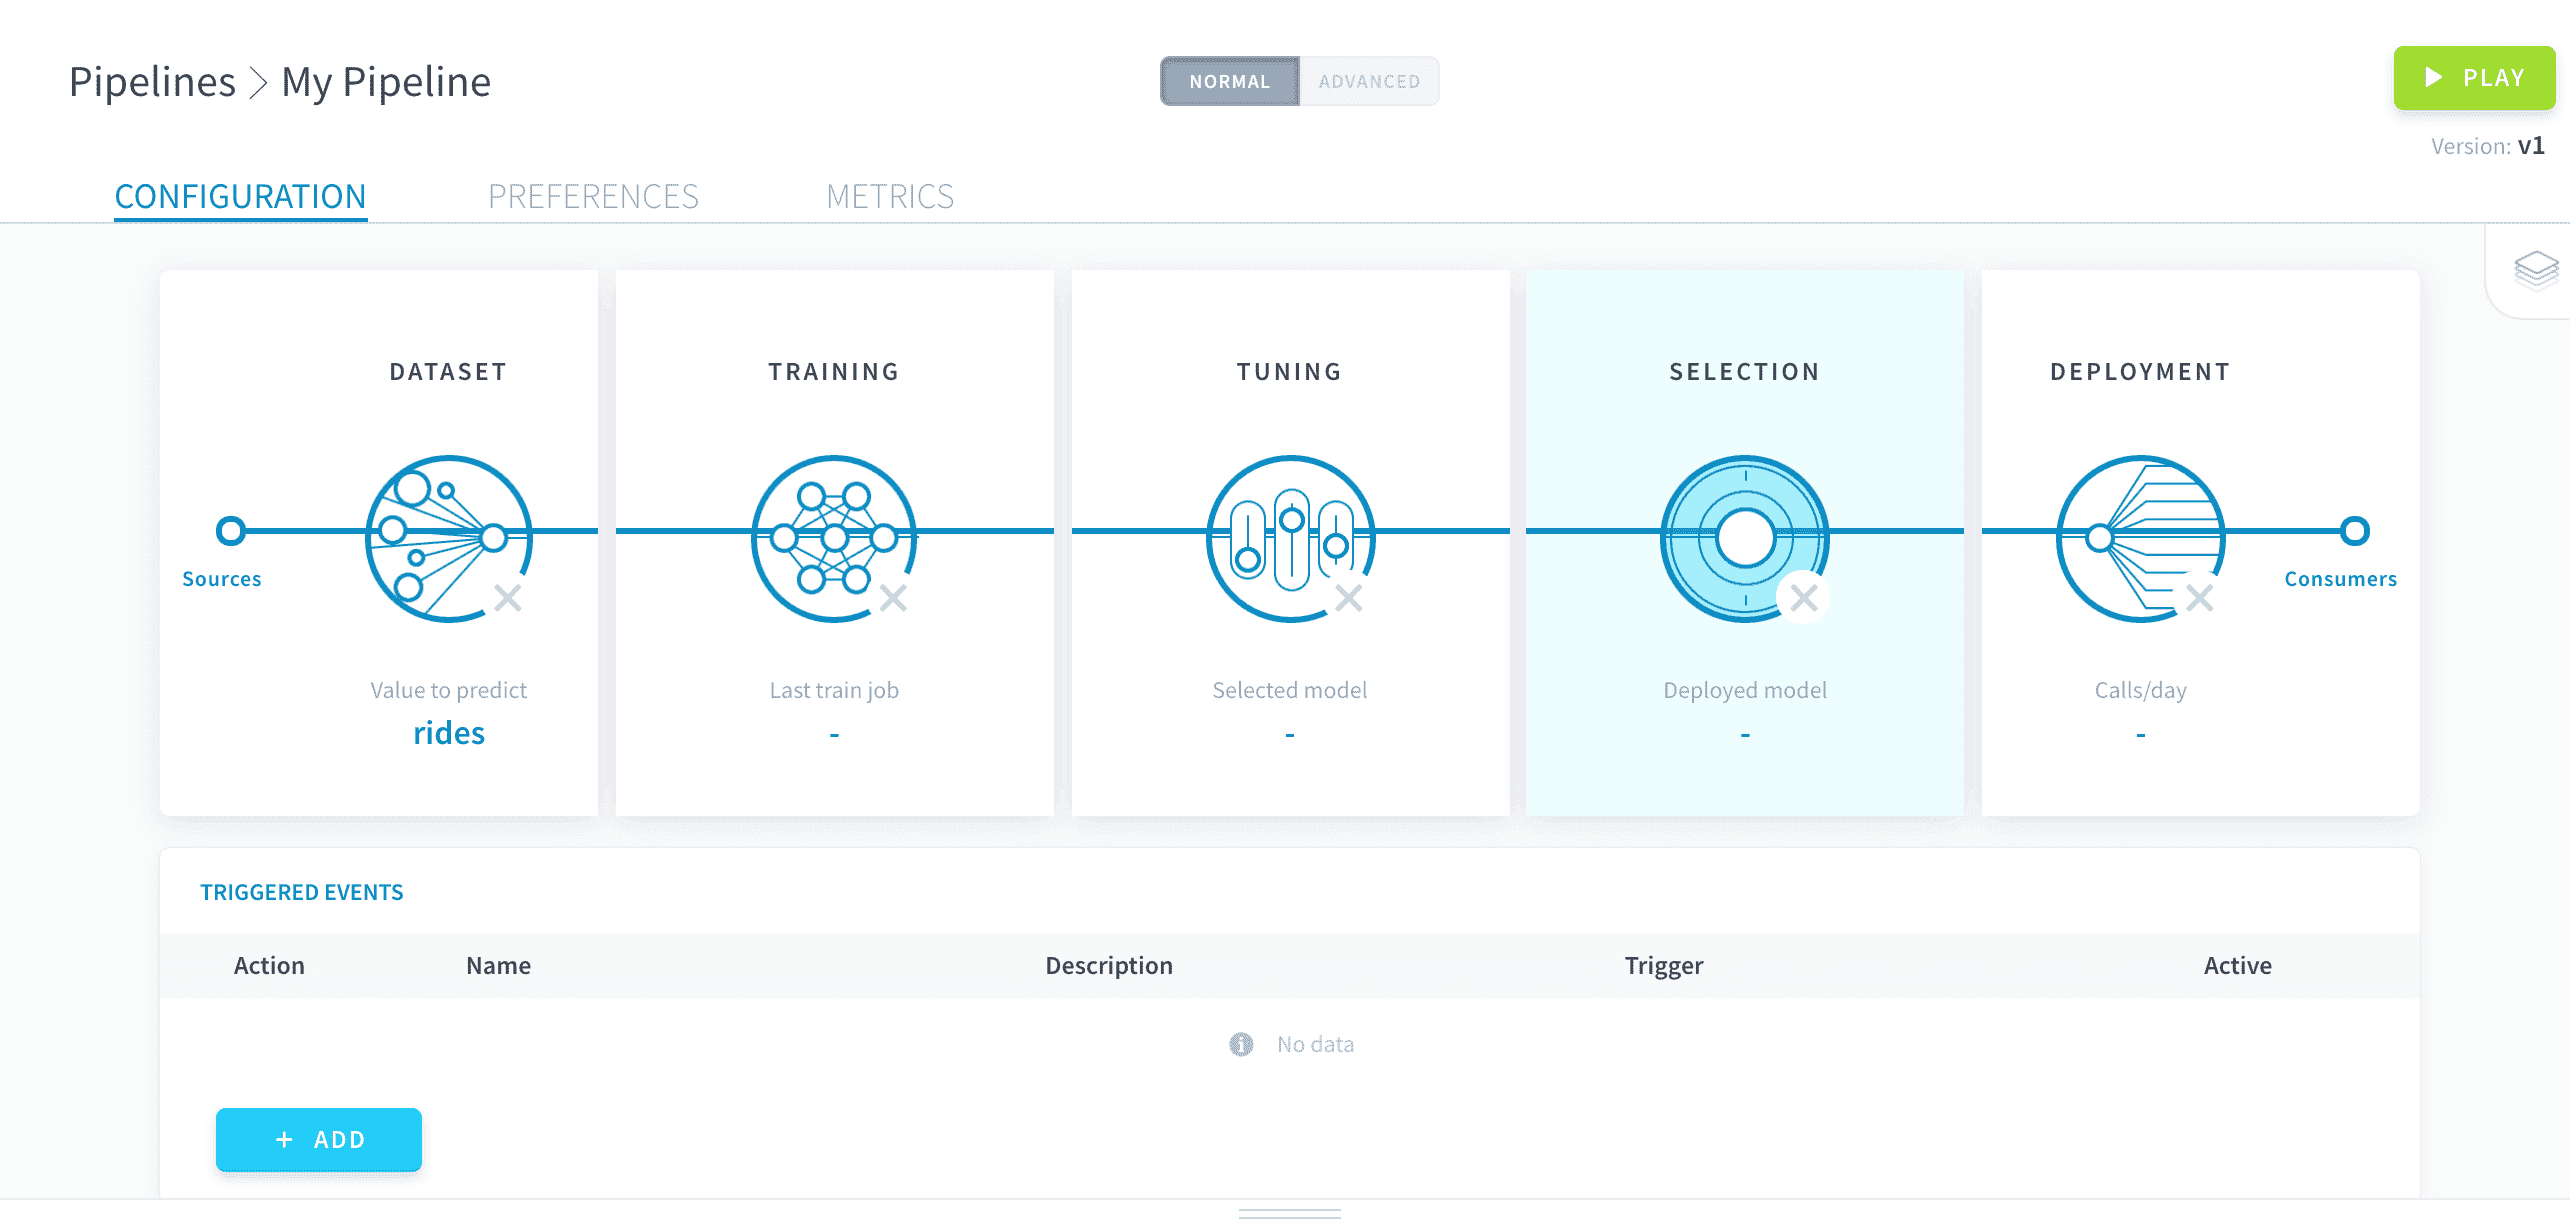 Pipelines > My Pipeline
NORMAL
ADVANCED
PLAY
Version: v1
CONFIGURATION
PREFERENCES
METRICS
DATASET
TRAINING
TUNING
SELECTION
DEPLOYMENT
Sources
Consumers
Value to predict
rides
Last train job
-
Selected model
-
Deployed model
-
Calls/day
-
TRIGGERED EVENTS
Action Name Description Trigger Active
No data
+ ADD